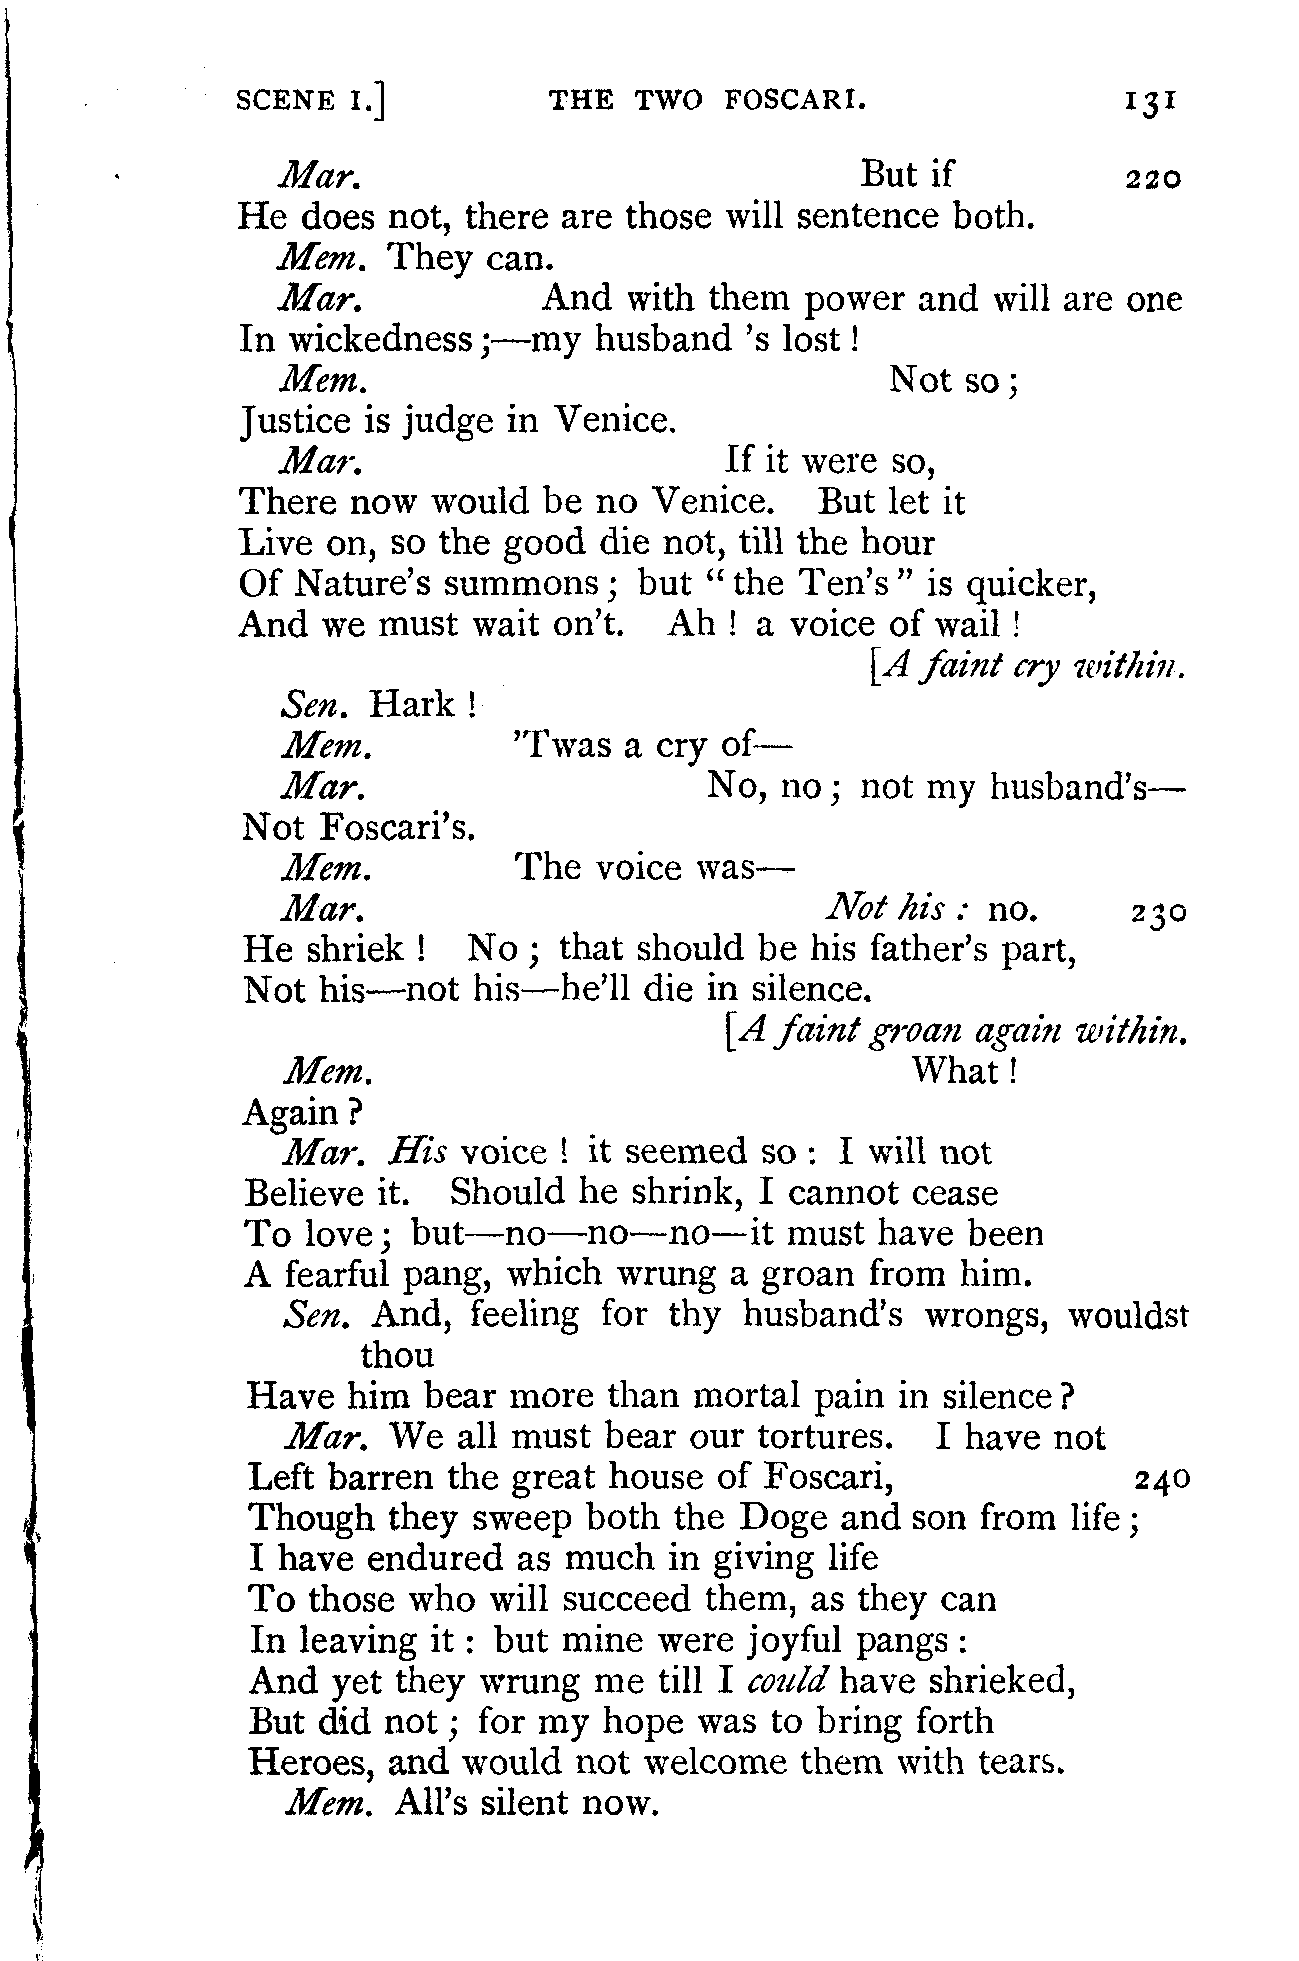 SCENE I.] THE TWO FOSCARI. 131
Mar. But if 220
He does not, there are those will sentence both.
Mem. They can.
Mar. And with them power and will are one
In wickedness;—my husband 's lost!
Mem. Not so;
Justice is judge in Venice.
Mar. If it were so,
There now would be no Venice. But let it
Live on, so the good die not, till the hour
Of Nature's summons; but "the Ten's" is quicker,
And we must wait on't. Ah! a voice of wail!
[A faint cry within.
Sen. Hark!
Mem. 'Twas a cry of—
Mar. No, no; not my husband's—
Not Foscari's.
Mem. The voice was—
Mar. Not his: no. 230
He shriek! No; that should be his father's part,
Not his—not his—he'll die in silence.
[A faint groan again within.
Mem. What!
Again?
Mar. His voice! it seemed so: I will not
Believe it. Should he shrink, I cannot cease
To love; but—no—no—no—it must have been
A fearful pang, which wrung a groan from him.
Sen. And, feeling for thy husband's wrongs, wouldst
thou
Have him bear more than mortal pain in silence?
Mar. We all must bear our tortures. I have not
Left barren the great house of Foscari, 240
Though they sweep both the Doge and son from life;
I have endured as much in giving life
To those who will succeed them, as they can
In leaving it: but mine were joyful pangs:
And yet they wrung me till I could have shrieked,
But did not; for my hope was to bring forth
Heroes, and would not welcome them with tears.
Mem. All's silent now.